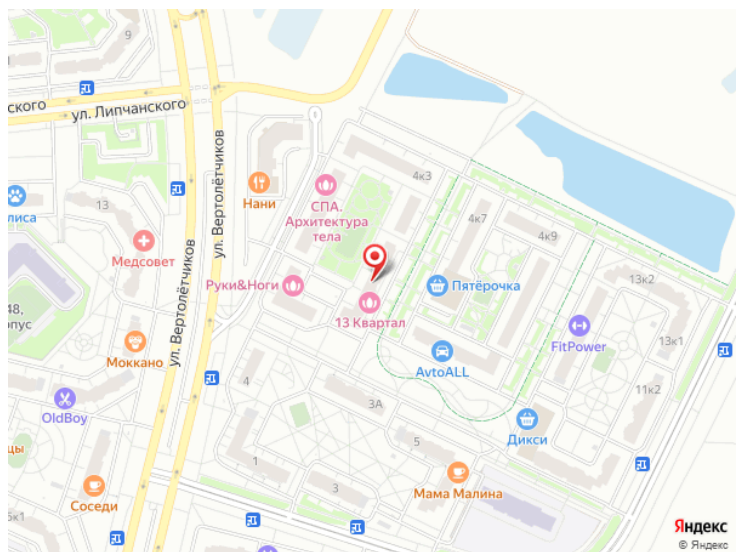 9
ского
ул. Липчанского
4к3
Нани
СПА.
Архитектура
тела
4к7
4к9
лиса
13
Медсовет
ул. Вертолётчиков
ул. Вертолётчиков
Руки&Ноги
Пятёрочка
13к2
48,
рпус
13 Квартал
FitPower
13к1
Моккано
AvtoALL
11к2
4
OldBoy
3А
Дикси
5
цы
1
Соседи
3
Мама Малина
5к1
Яндекс
© Яндекс